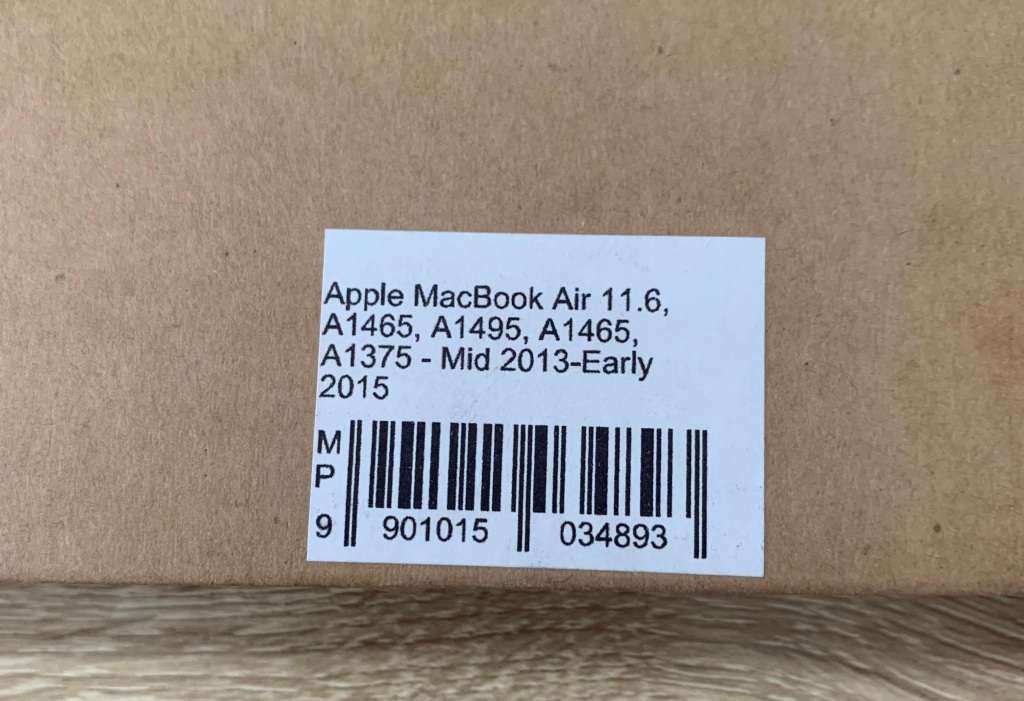 Apple MacBook Air 11.6,
A1465, A1495, A1465,
A1375 - Mid 2013-Early
2015
M
P
9 901015 034893